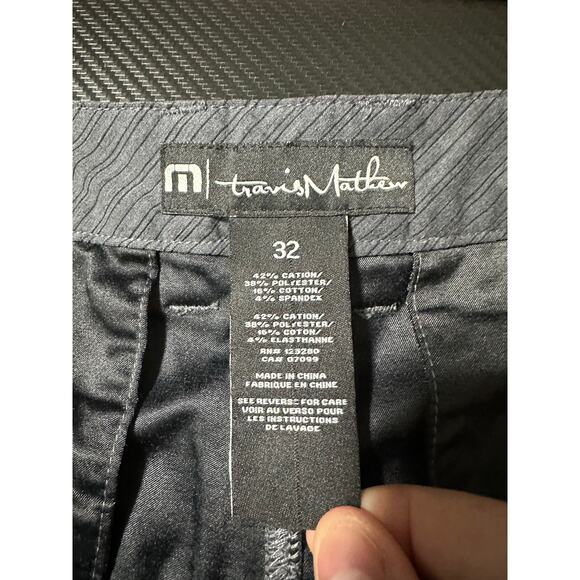 m | travisMathew
32
42% CATION/
38% POLYESTER/
16% COTTON/
4% SPANDEX
42% CATION/
38% POLYESTER/
16% COTON/
4% ELASTHANNE
RN# 123280
CA# 07099
MADE IN CHINA
FABRIQUE EN CHINE
SEE REVERSE FOR CARE
VOIR AU VERSO POUR
LES INSTRUCTIONS
DE LAVAGE